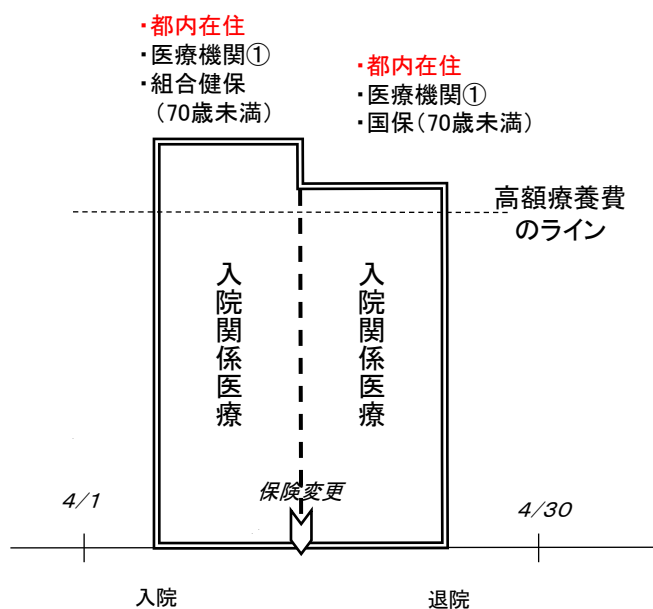 ・都内在住
・医療機関①
・組合健保
(70歳未満)
・都内在住
・医療機関①
・国保(70歳未満)
高額療養費
のライン
入院関係医療
入院関係医療
保険変更
4/1
4/30
入院
退院